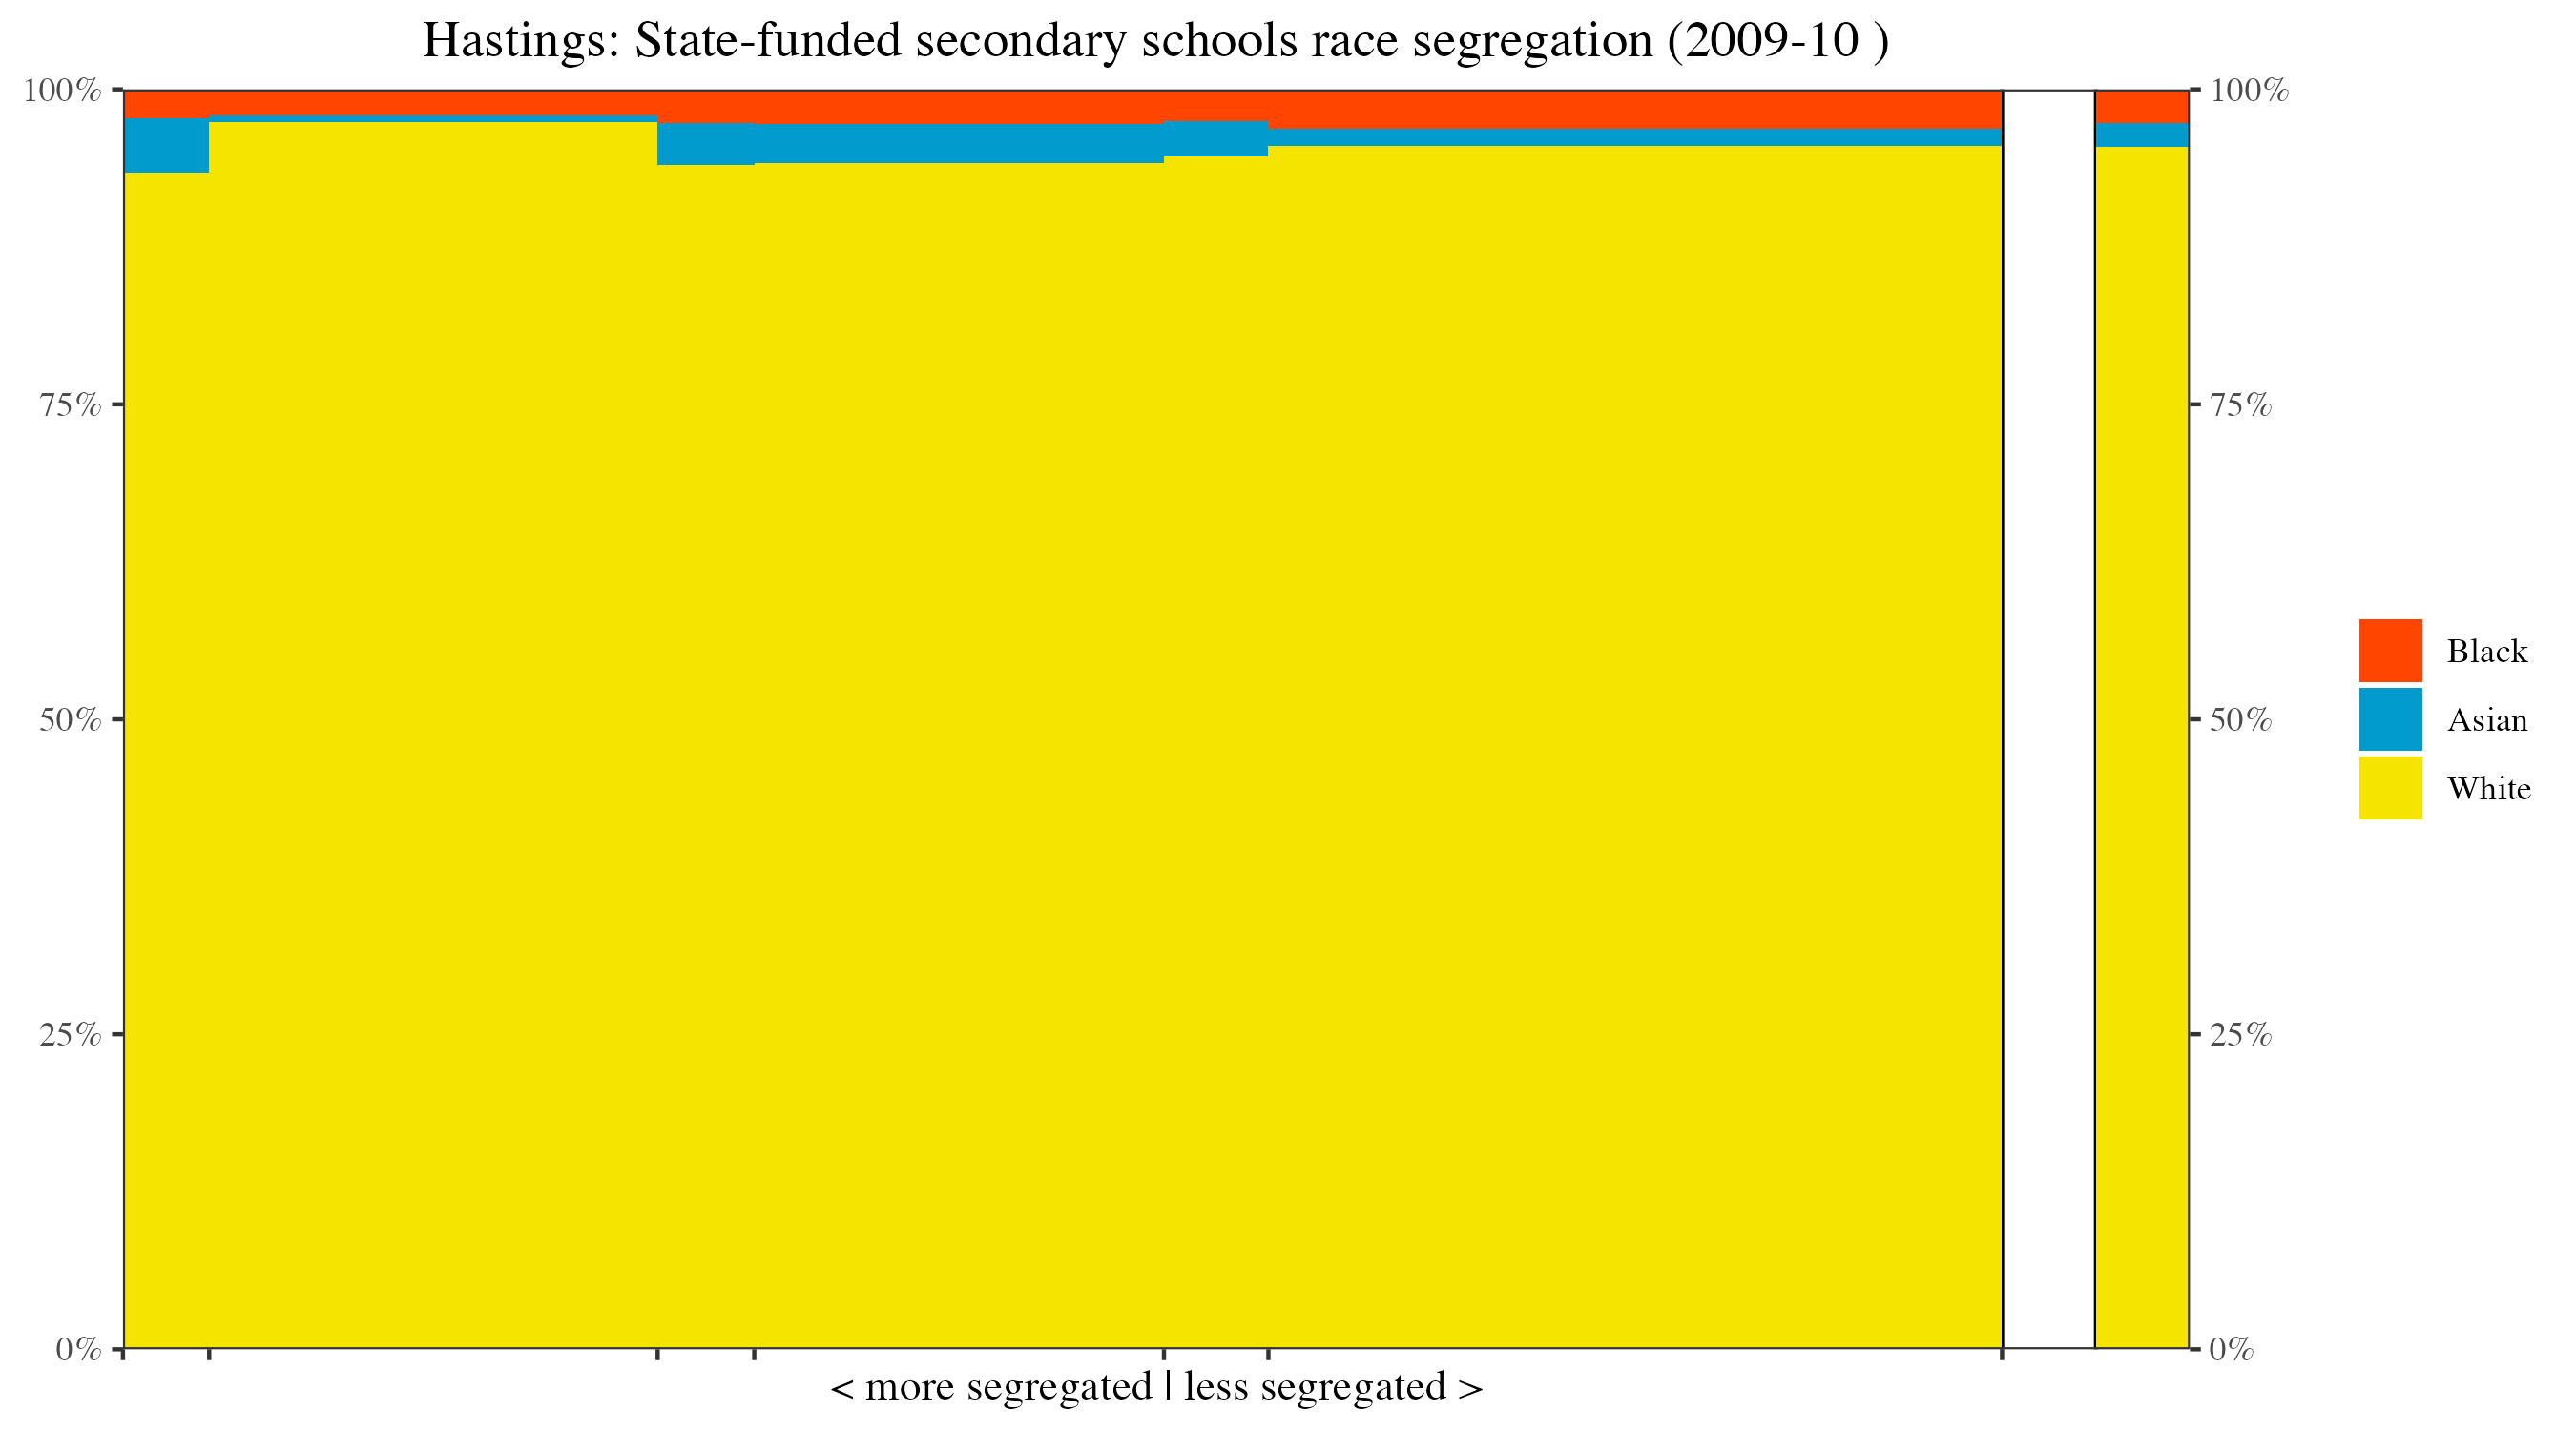 Hastings: State-funded secondary schools race segregation (2009-10 )
100%
75%
50%
25%
0%
100%
75%
50%
25%
0%
Black
Asian
White
< more segregated | less segregated >